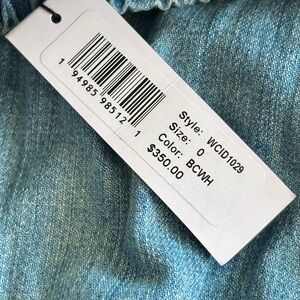 1 94985 98512 1
Style: WCID1029
Size: 0
Color: BCWH
$350.00